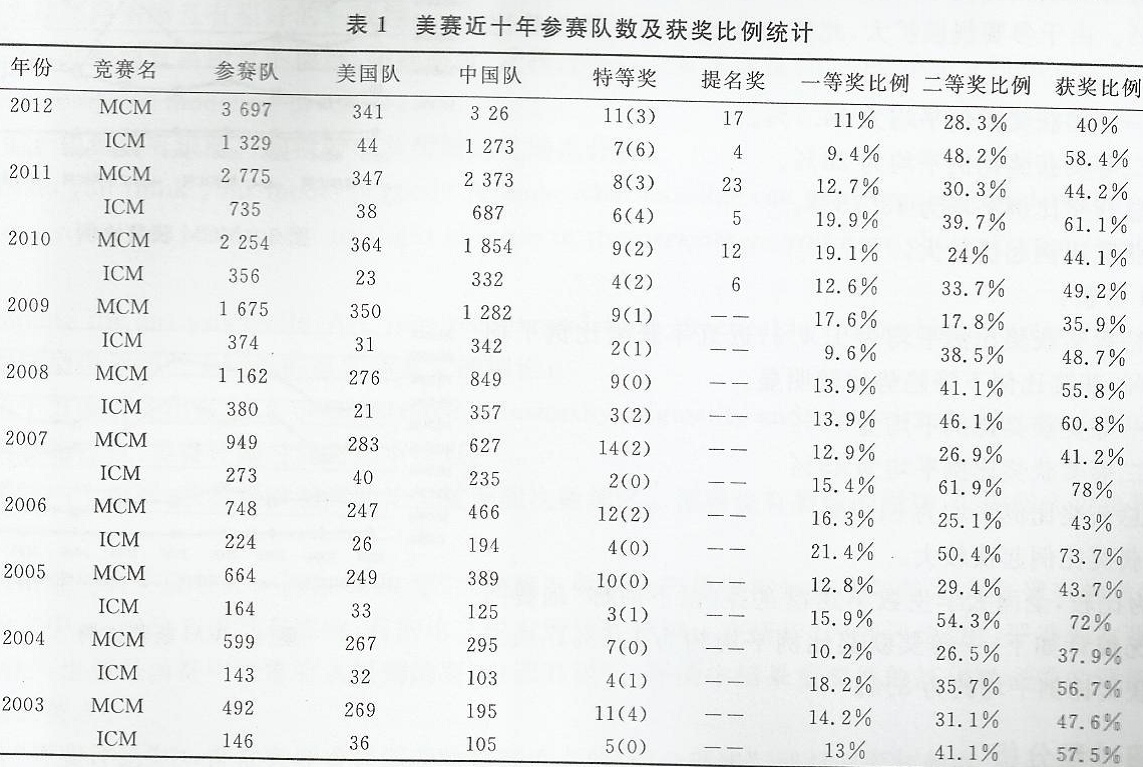 表 1 美赛近十年参赛队数及获奖比例统计
年份 竞赛名 参赛队 美国队 中国队 特等奖 提名奖 一等奖比例 二等奖比例 获奖比例
2012 MCM 3 697 341 3 26 11(3) 17 11% 28.3% 40%
ICM 1 329 44 1 273 7(6) 4 9.4% 48.2% 58.4%
2011 MCM 2 775 347 2 373 8(3) 23 12.7% 30.3% 44.2%
ICM 735 38 687 6(4) 5 19.9% 39.7% 61.1%
2010 MCM 2 254 364 1 854 9(2) 12 19.1% 24% 44.1%
ICM 356 23 332 4(2) 6 12.6% 33.7% 49.2%
2009 MCM 1 675 350 1 282 9(1) —— 17.6% 17.8% 35.9%
ICM 374 31 342 2(1) —— 9.6% 38.5% 48.7%
2008 MCM 1 162 276 849 9(0) —— 13.9% 41.1% 55.8%
ICM 380 21 357 3(2) —— 13.9% 46.1% 60.8%
2007 MCM 949 283 627 14(2) —— 12.9% 26.9% 41.2%
ICM 273 40 235 2(0) —— 15.4% 61.9% 78%
2006 MCM 748 247 466 12(2) —— 16.3% 25.1% 43%
ICM 224 26 194 4(0) —— 21.4% 50.4% 73.7%
2005 MCM 664 249 389 10(0) —— 12.8% 29.4% 43.7%
ICM 164 33 125 3(1) —— 15.9% 54.3% 72%
2004 MCM 599 267 295 7(0) —— 10.2% 26.5% 37.9%
ICM 143 32 103 4(1) —— 18.2% 35.7% 56.7%
2003 MCM 492 269 195 11(4) —— 14.2% 31.1% 47.6%
ICM 146 36 105 5(0) —— 13% 41.1% 57.5%